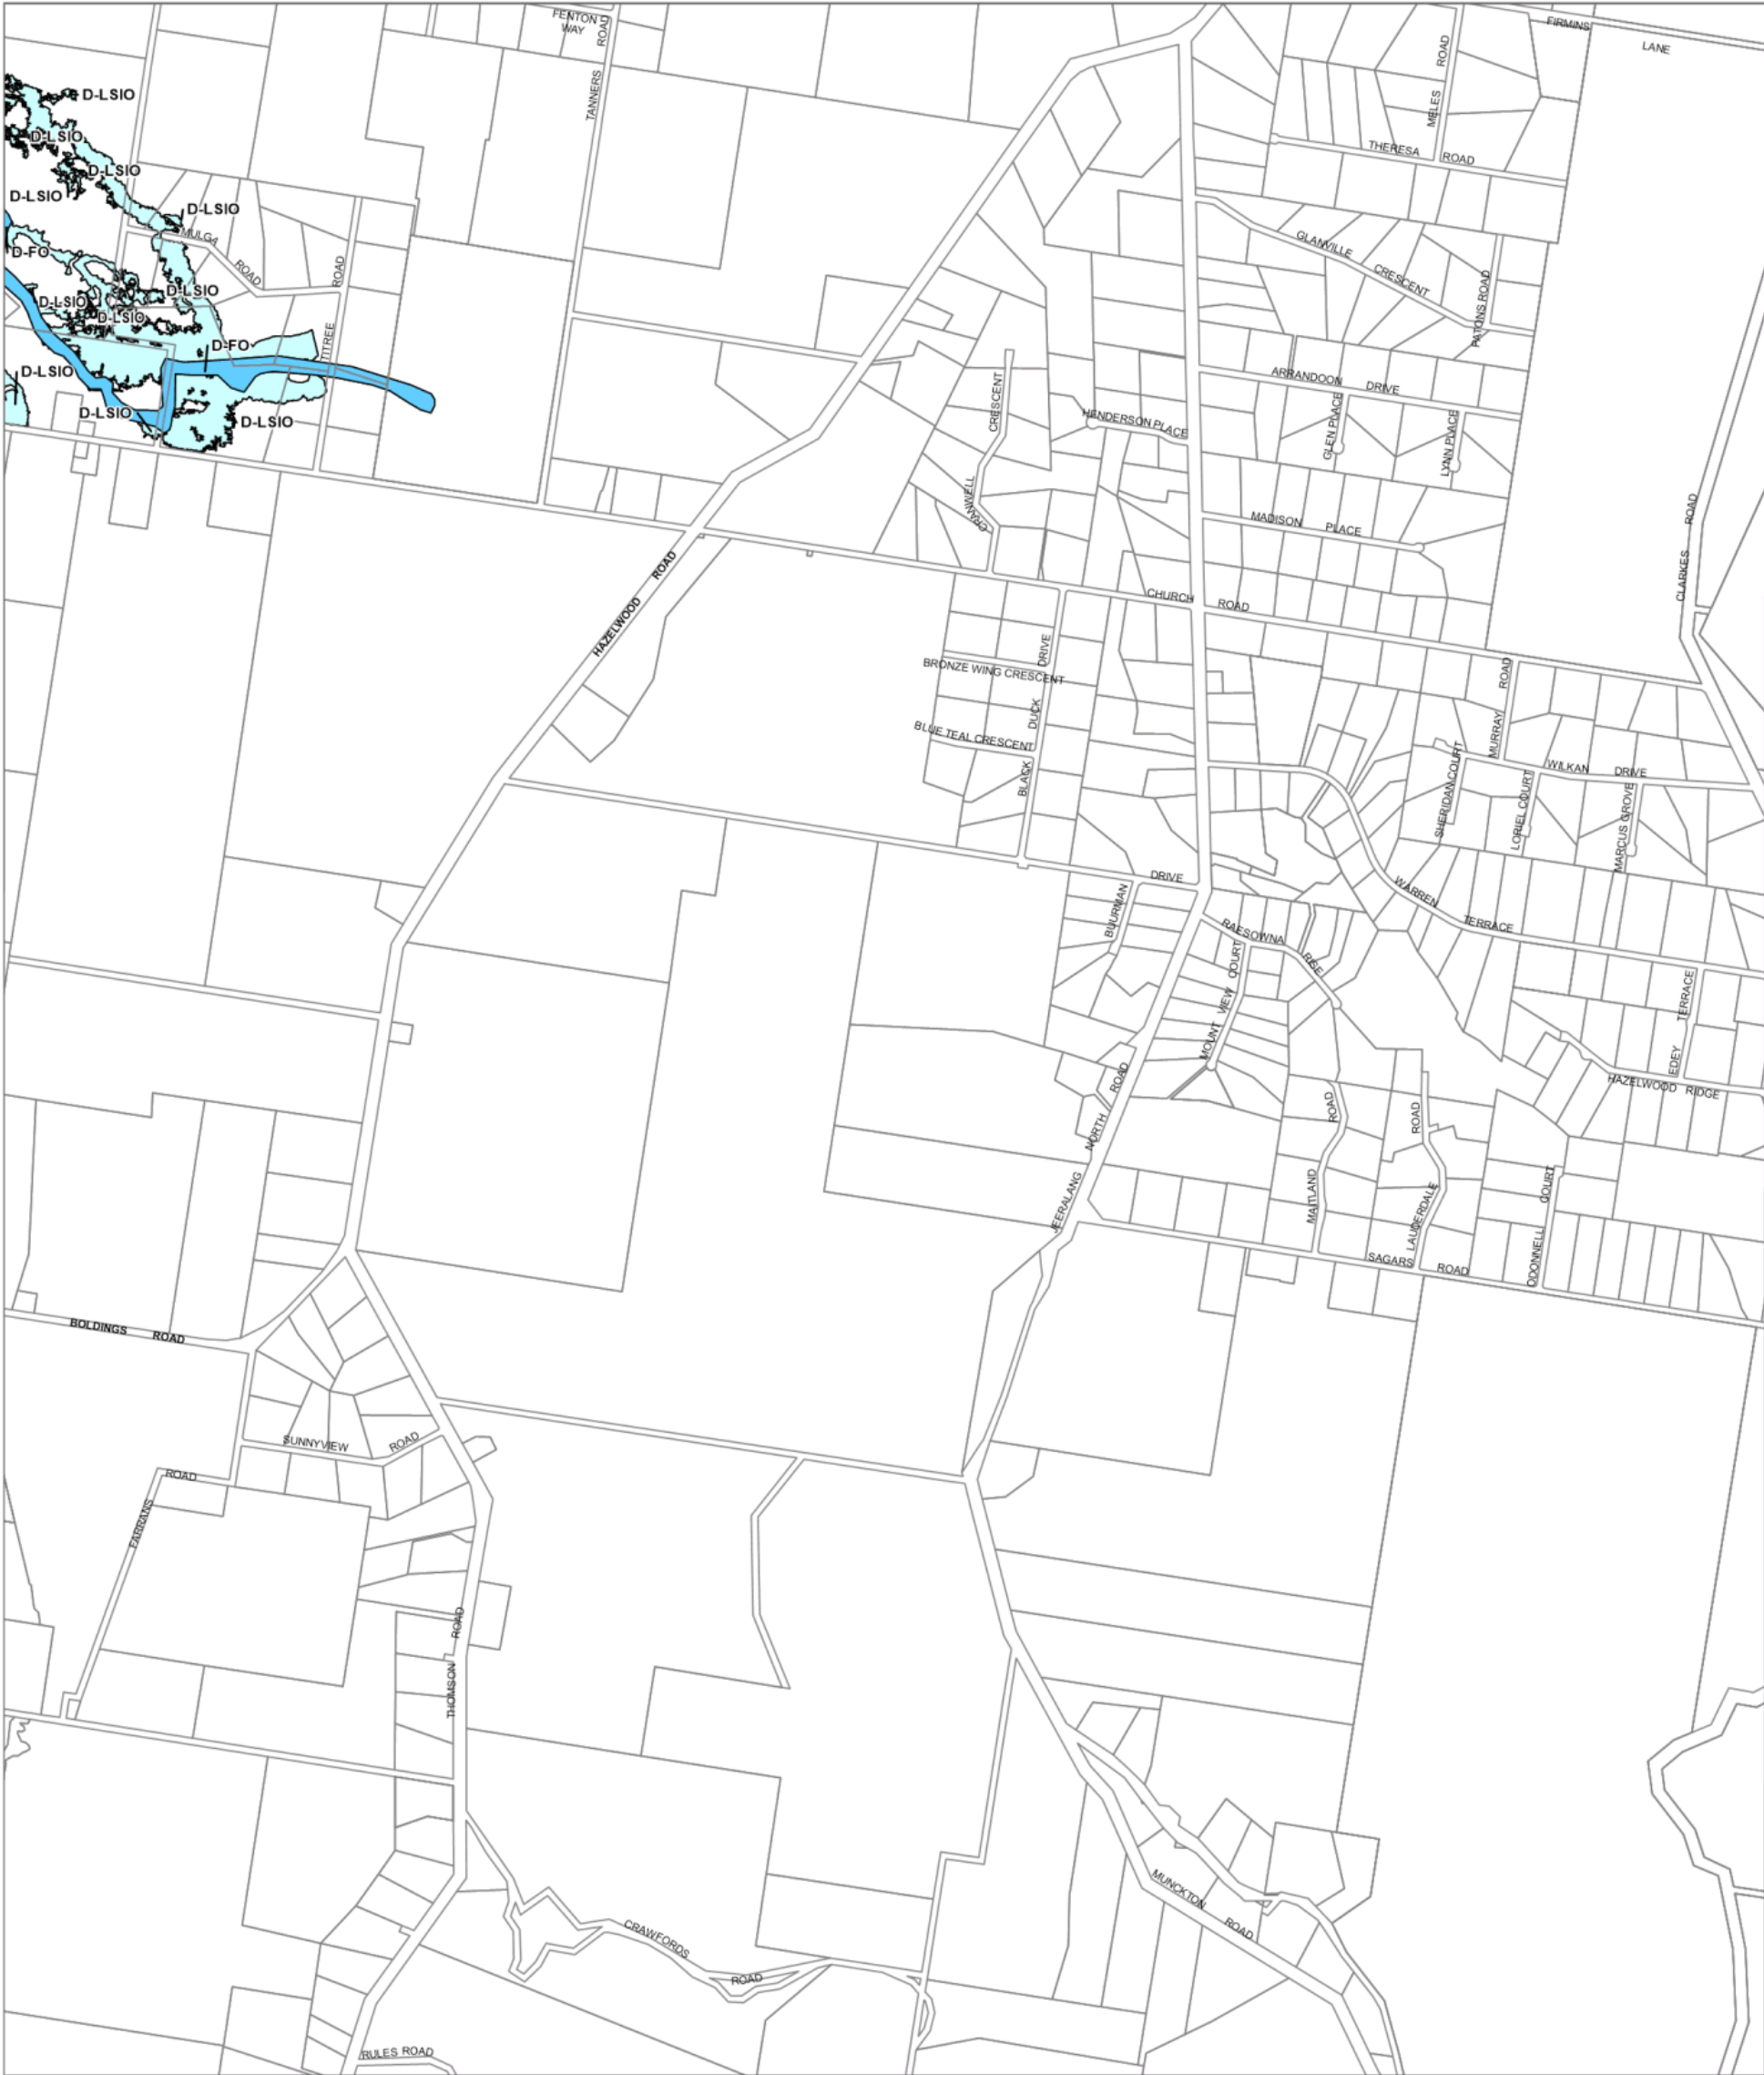 FENTON
WAY
TANNERS ROAD
FIRMINS LANE
MELES ROAD
THERESA ROAD
D-LSIO
D-LSIO
D-LSIO
D-LSIO
D-LSIO
MULGA ROAD
D-FO
D-LSIO
D-LSIO
D-LSIO
D-FO
TITREE ROAD
D-LSIO
D-LSIO
D-LSIO
GLANVILLE CRESCENT
PATONS ROAD
ARRANDOON DRIVE
GLEN PLACE
LYNN PLACE
HENDERSON PLACE
CRANWELL CRESCENT
MADISON PLACE
CLARKES ROAD
HAZELWOOD ROAD
CHURCH ROAD
BRONZE WING CRESCENT
BLUE TEAL CRESCENT
BLACK DUCK DRIVE
MURRAY ROAD
WILKAN DRIVE
SHERIDAN COURT
LORIEL COURT
MARCUS GROVE
BUURMAN DRIVE
WARREN TERRACE
RAESOWNA RISE
MOUNT VIEW COURT
EDEY TERRACE
HAZELWOOD RIDGE
JEERALANG NORTH ROAD
MAITLAND ROAD
LAUDERDALE ROAD
ODONNELL COURT
SAGARS ROAD
BOLDINGS ROAD
SUNNYVIEW ROAD
FARRANS ROAD
THOMSON ROAD
MUNCKTON ROAD
CRAWFORDS ROAD
RULES ROAD